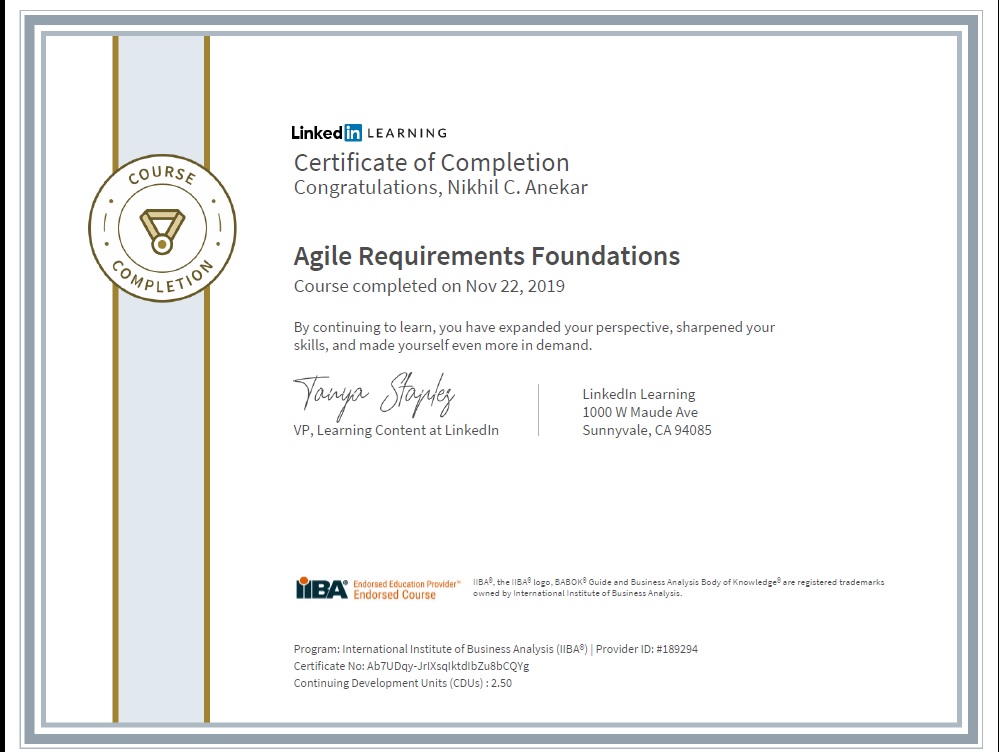 COURSE
COMPLETION
Linked in LEARNING
Certificate of Completion
Congratulations, Nikhil C. Anekar
Agile Requirements Foundations
Course completed on Nov 22, 2019
By continuing to learn, you have expanded your perspective, sharpened your
skills, and made yourself even more in demand.
Tanya Staples
VP, Learning Content at LinkedIn
LinkedIn Learning
1000 W Maude Ave
Sunnyvale, CA 94085
IIBA® Endorsed Education Provider™
Endorsed Course
IIBA®, the IIBA® logo, BABOK® Guide and Business Analysis Body of Knowledge® are registered trademarks
owned by International Institute of Business Analysis.
Program: International Institute of Business Analysis (IIBA®) | Provider ID: #189294
Certificate No: Ab7UDqy-JrIXsqIktdIbZu8bCQYg
Continuing Development Units (CDUs) : 2.50